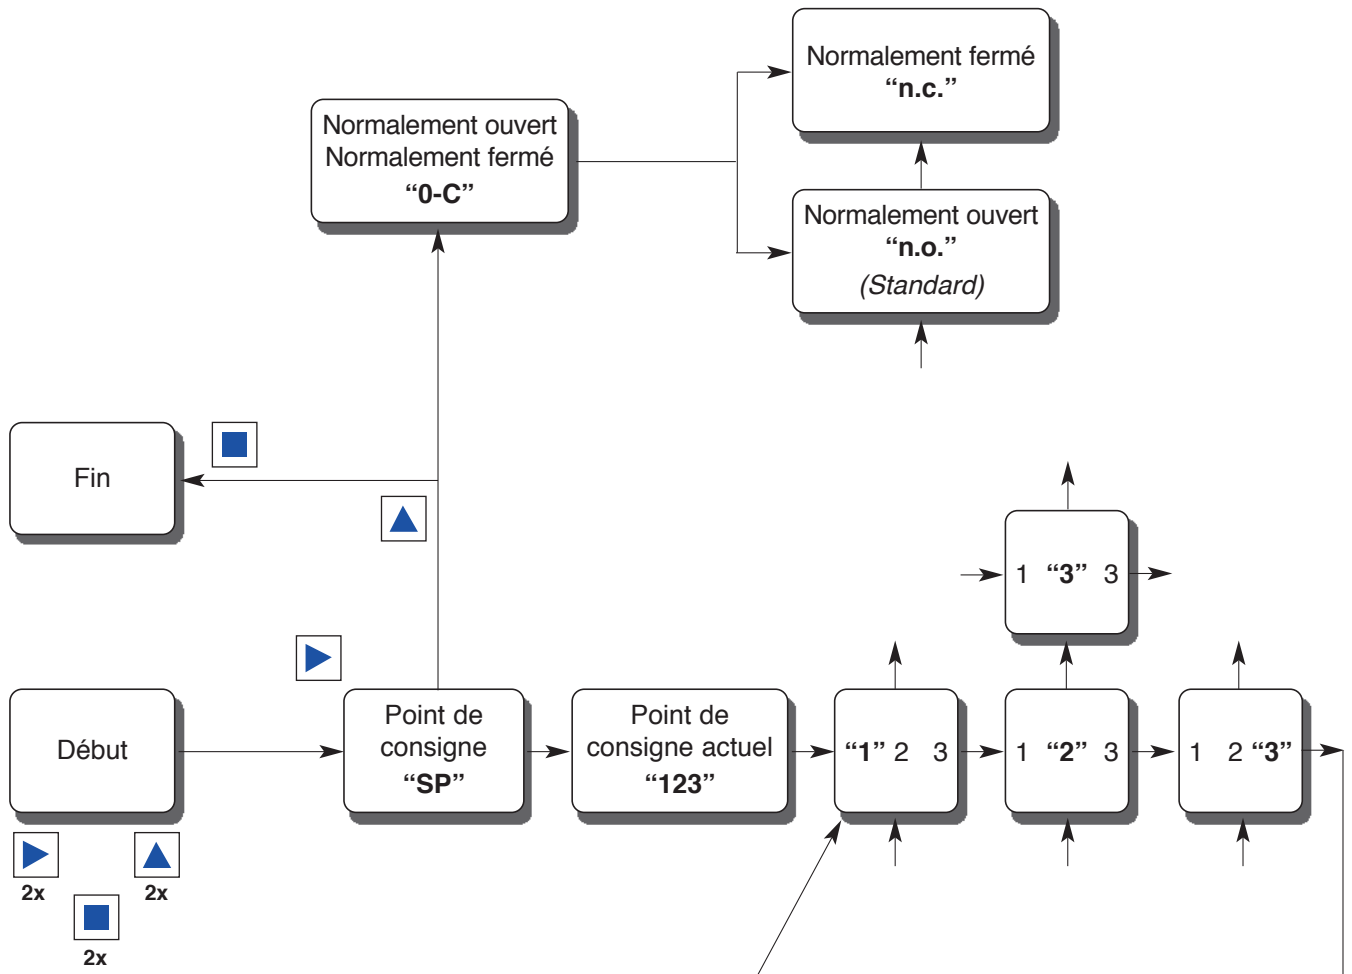 Normalement fermé
“n.c.”
Normalement ouvert
Normalement fermé
“0-C”
Normalement ouvert
“n.o.”
(Standard)
Fin
1 “3” 3
Début
Point de
consigne
“SP”
Point de
consigne actuel
“123”
“1” 2 3
1 “2” 3
1 2 “3”
2x
2x
2x